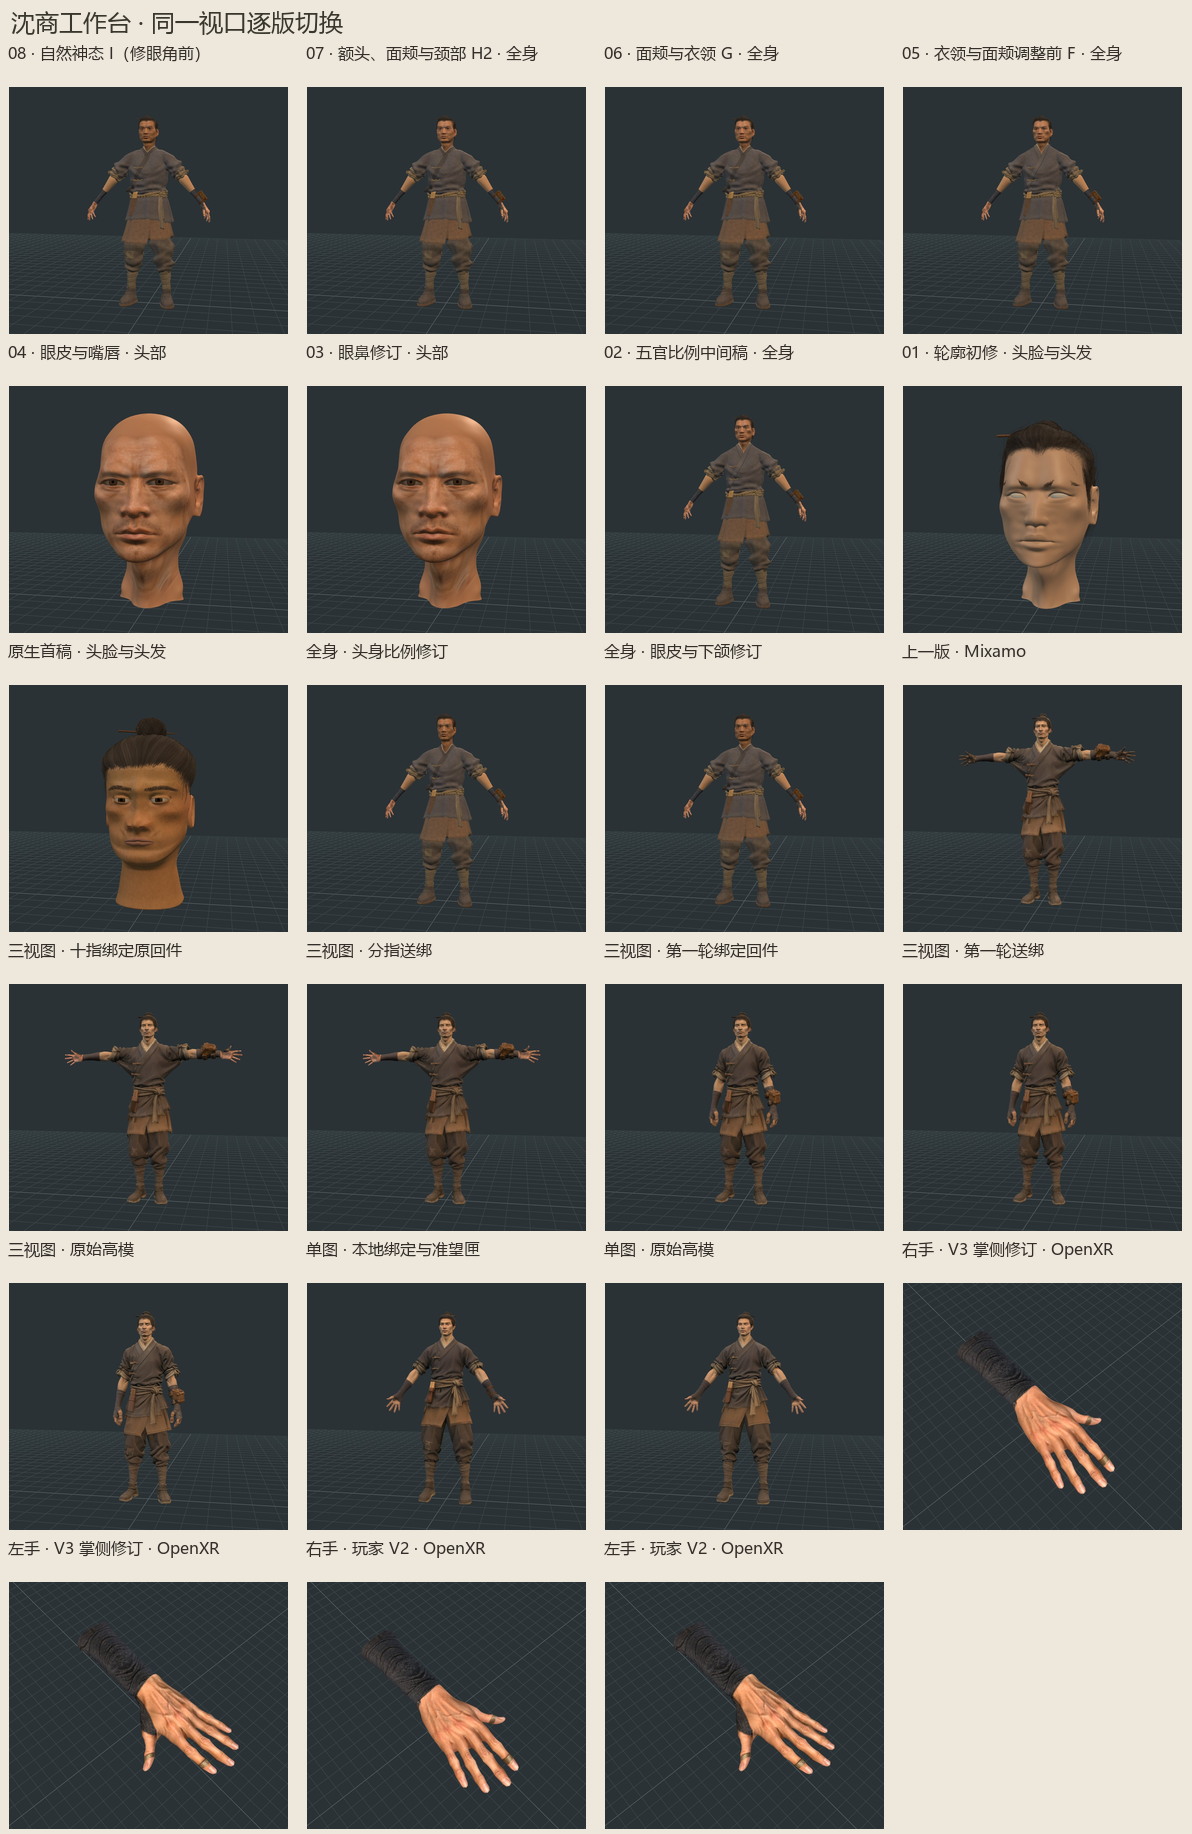 沈商工作台 · 同一视口逐版切换
08 · 自然神态 I（修眼角前）
07 · 额头、面颊与颈部 H2 · 全身
06 · 面颊与衣领 G · 全身
05 · 衣领与面颊调整前 F · 全身
04 · 眼皮与嘴唇 · 头部
03 · 眼鼻修订 · 头部
02 · 五官比例中间稿 · 全身
01 · 轮廓初修 · 头脸与头发
原生首稿 · 头脸与头发
全身 · 头身比例修订
全身 · 眼皮与下颌修订
上一版 · Mixamo
三视图 · 十指绑定原回件
三视图 · 分指送绑
三视图 · 第一轮绑定回件
三视图 · 第一轮送绑
三视图 · 原始高模
单图 · 本地绑定与准望匣
单图 · 原始高模
右手 · V3 掌侧修订 · OpenXR
左手 · V3 掌侧修订 · OpenXR
右手 · 玩家 V2 · OpenXR
左手 · 玩家 V2 · OpenXR